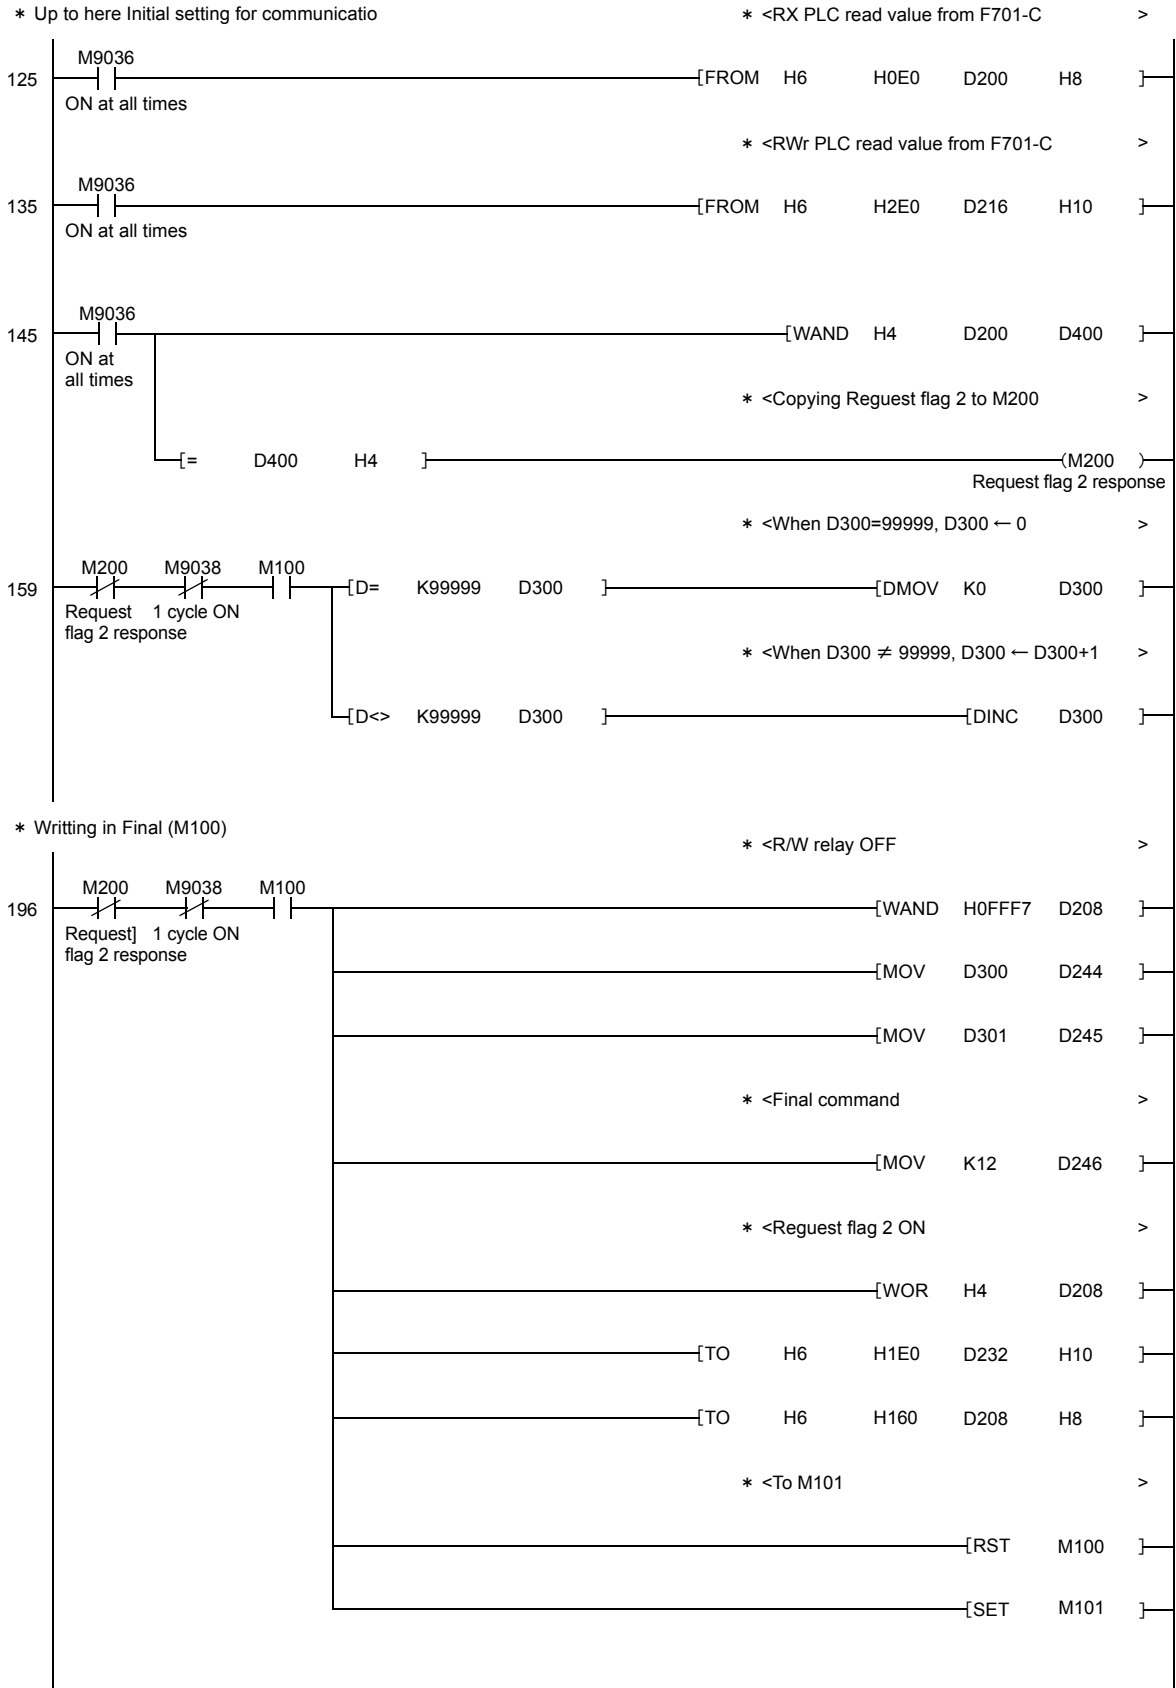 * Up to here Initial setting for communicatio
* <RX PLC read value from F701-C >
M9036
125 [FROM H6 H0E0 D200 H8 ]
ON at all times
* <RWr PLC read value from F701-C >
M9036
135 [FROM H6 H2E0 D216 H10 ]
ON at all times
M9036
145 [WAND H4 D200 D400 ]
ON at
all times
* <Copying Reguest flag 2 to M200 >
[= D400 H4 ] (M200 )
Request flag 2 response
* <When D300=99999, D300 ← 0 >
M200 M9038 M100
159 [D= K99999 D300 ] [DMOV K0 D300 ]
Request 1 cycle ON
flag 2 response
* <When D300 ≠ 99999, D300 ← D300+1 >
[D<> K99999 D300 ] [DINC D300 ]
* Writting in Final (M100)
* <R/W relay OFF >
M200 M9038 M100
196 [WAND H0FFF7 D208 ]
Request] 1 cycle ON
flag 2 response
[MOV D300 D244 ]
[MOV D301 D245 ]
* <Final command >
[MOV K12 D246 ]
* <Reguest flag 2 ON >
[WOR H4 D208 ]
[TO H6 H1E0 D232 H10 ]
[TO H6 H160 D208 H8 ]
* <To M101 >
[RST M100 ]
[SET M101 ]